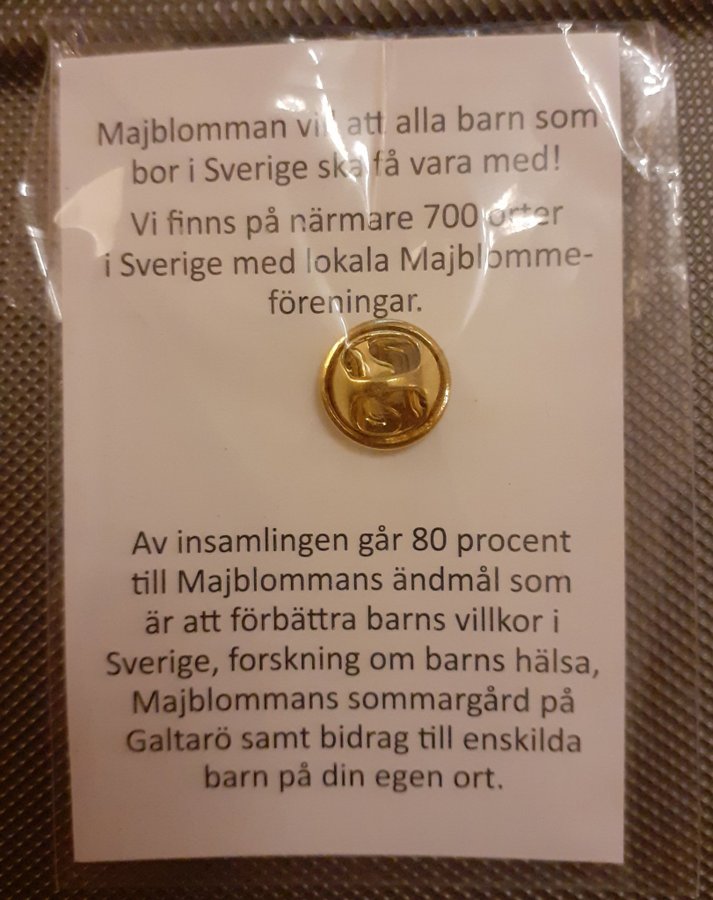 Majblomman vill att alla barn som
bor i Sverige ska få vara med!
Vi finns på närmare 700 orter
i Sverige med lokala Majblomme-
föreningar.
Av insamlingen går 80 procent
till Majblommans ändmål som
är att förbättra barns villkor i
Sverige, forskning om barns hälsa,
Majblommans sommargård på
Galtarö samt bidrag till enskilda
barn på din egen ort.